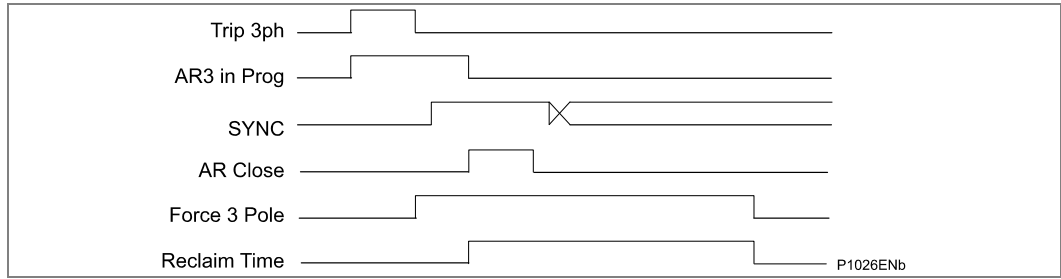 Trip 3ph
AR3 in Prog
SYNC
AR Close
Force 3 Pole
Reclaim Time
P1026ENb